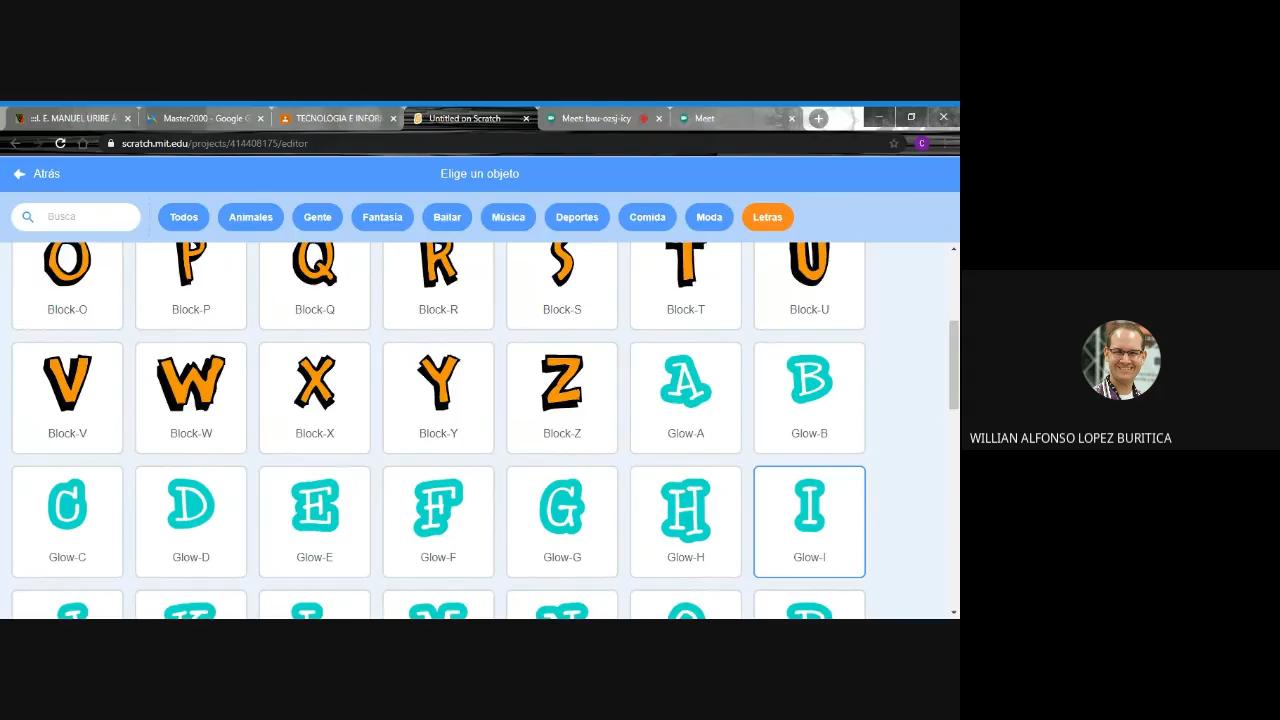 :::I. E. MANUEL URIBE Á
Master2000 - Google C
TECNOLOGIA E INFOR
Untitled on Scratch
Meet: bau-ozsj-icy
Meet
scratch.mit.edu/projects/414408175/editor
C
Atrás
Elige un objeto
Busca
Todos
Animales
Gente
Fantasía
Bailar
Música
Deportes
Comida
Moda
Letras
O P Q R S T U
Block-O Block-P Block-Q Block-R Block-S Block-T Block-U
V W X Y Z A B
Block-V Block-W Block-X Block-Y Block-Z Glow-A Glow-B
C D E F G H I
Glow-C Glow-D Glow-E Glow-F Glow-G Glow-H Glow-I
WILLIAN ALFONSO LOPEZ BURITICA